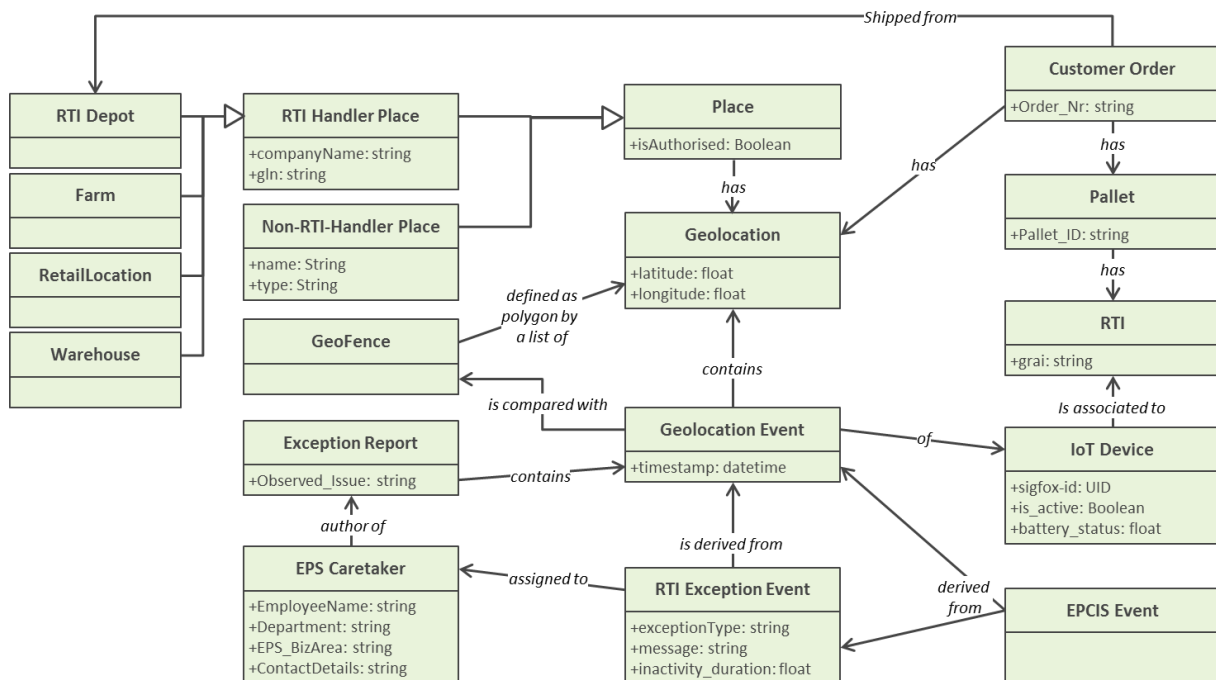 Shipped from
Customer Order
+Order_Nr: string
RTI Depot
RTI Handler Place
+companyName: string
+gln: string
Place
+isAuthorised: Boolean
has
has
has
Farm
Non-RTI-Handler Place
+name: String
+type: String
Geolocation
+latitude: float
+longitude: float
Pallet
+Pallet_ID: string
has
RetailLocation
defined as
polygon by
a list of
RTI
+grai: string
Warehouse
GeoFence
contains
is compared with
Is associated to
Exception Report
+Observed_Issue: string
contains
Geolocation Event
+timestamp: datetime
of
IoT Device
+sigfox-id: UID
+is_active: Boolean
+battery_status: float
author of
is derived from
EPS Caretaker
+EmployeeName: string
+Department: string
+EPS_BizArea: string
+ContactDetails: string
assigned to
RTI Exception Event
+exceptionType: string
+message: string
+inactivity_duration:float
derived
from
EPCIS Event